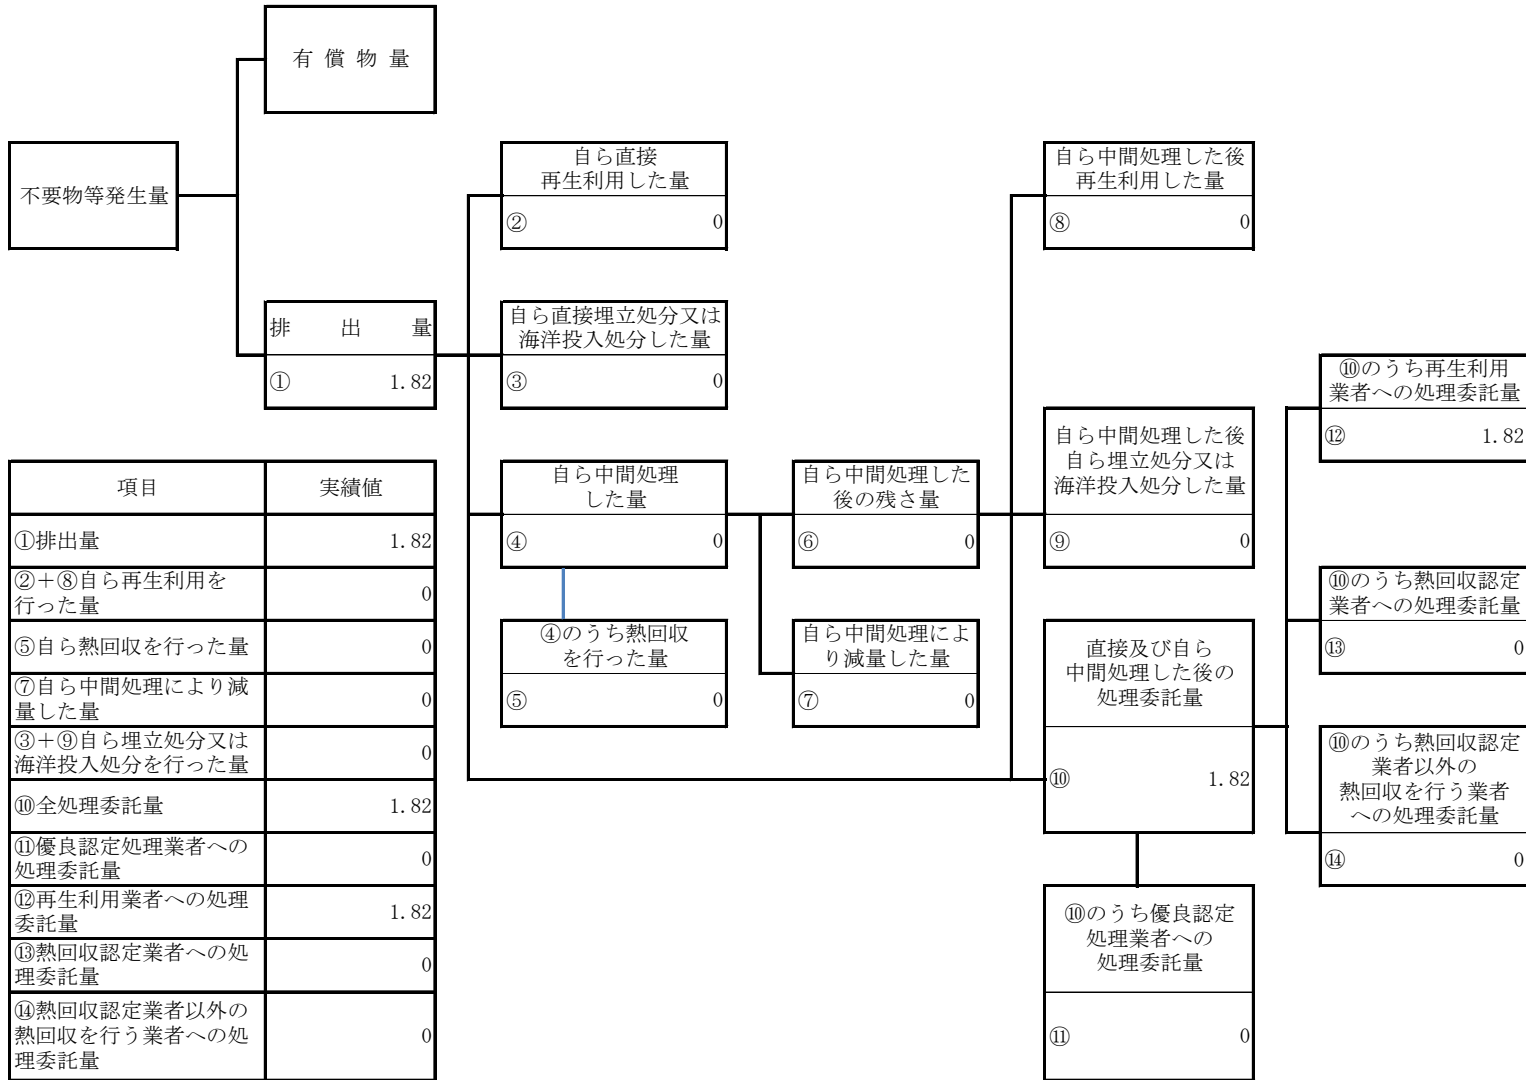 有償物量
不要物等発生量
自ら直接
再生利用した量
② 0
自ら中間処理した後
再生利用した量
⑧ 0
排出量
① 1.82
自ら直接埋立処分又は
海洋投入処分した量
③ 0
⑩のうち再生利用
業者への処理委託量
⑫ 1.82
自ら中間処理
した量
④ 0
自ら中間処理した
後の残さ量
⑥ 0
自ら中間処理した後
自ら埋立処分又は
海洋投入処分した量
⑨ 0
④のうち熱回収
を行った量
⑤ 0
自ら中間処理によ
り減量した量
⑦ 0
直接及び自ら
中間処理した後の
処理委託量
⑩ 1.82
⑩のうち熱回収認定
業者への処理委託量
⑬ 0
⑩のうち熱回収認定
業者以外の
熱回収を行う業者
への処理委託量
⑭ 0
⑩のうち優良認定
処理業者への
処理委託量
⑪ 0
項目 実績値
①排出量 1.82
②＋⑧自ら再生利用を
行った量 0
⑤自ら熱回収を行った量 0
⑦自ら中間処理により減
量した量 0
③＋⑨自ら埋立処分又は
海洋投入処分を行った量 0
⑩全処理委託量 1.82
⑪優良認定処理業者への
処理委託量 0
⑫再生利用業者への処理
委託量 1.82
⑬熱回収認定業者への処
理委託量 0
⑭熱回収認定業者以外の
熱回収を行う業者への処
理委託量 0